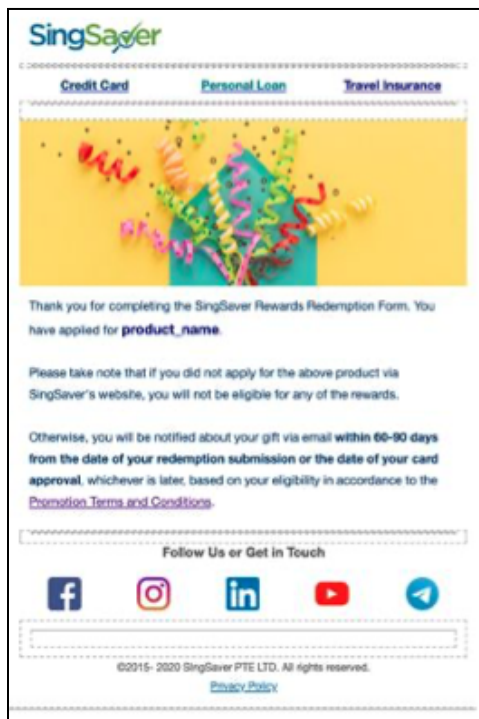 SingSaver
Credit Card Personal Loan Travel Insurance
Thank you for completing the SingSaver Rewards Redemption Form. You
have applied for product_name.
Please take note that if you did not apply for the above product via
SingSaver's website, you will not be eligible for any of the rewards.
Otherwise, you will be notified about your gift via email within 60-90 days
from the date of your redemption submission or the date of your card
approval, whichever is later, based on your eligibility in accordance to the
Promotion Terms and Conditions.
Follow Us or Get in Touch
©2015- 2020 SingSaver PTE LTD. All rights reserved.
Privacy Policy